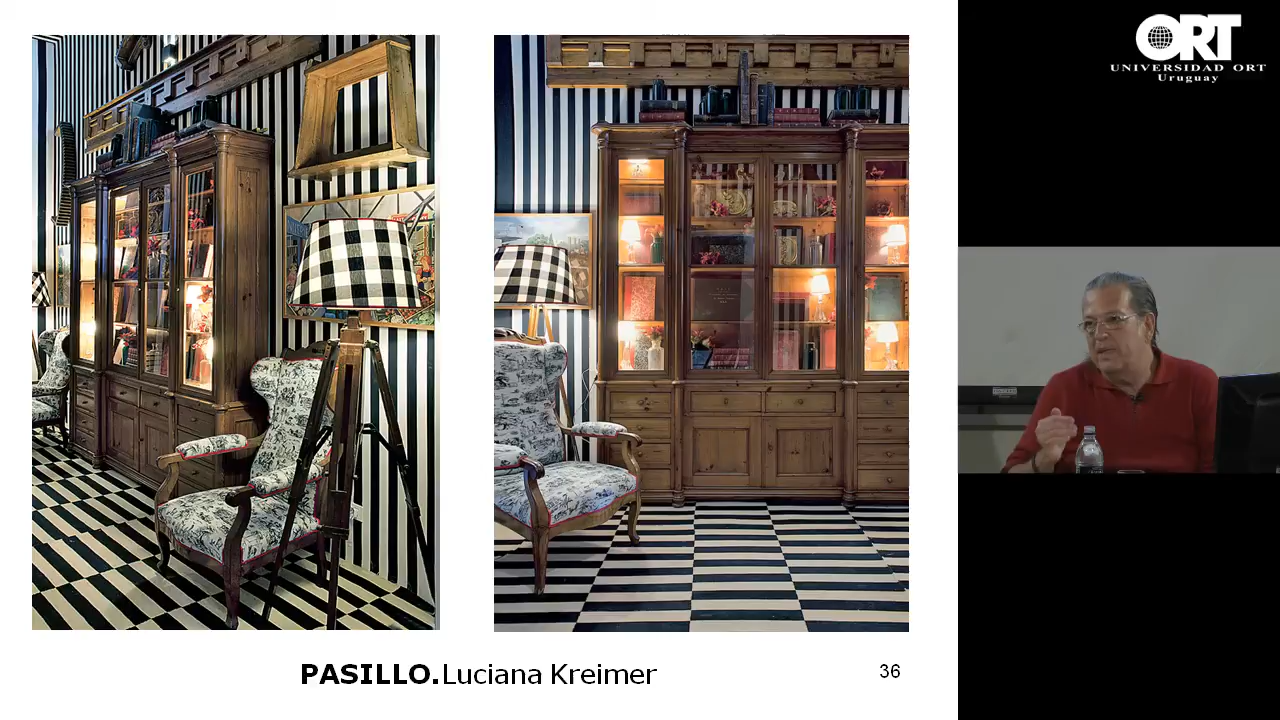 ORT
UNIVERSIDAD ORT
Uruguay
PASILLO.Luciana Kreimer
36